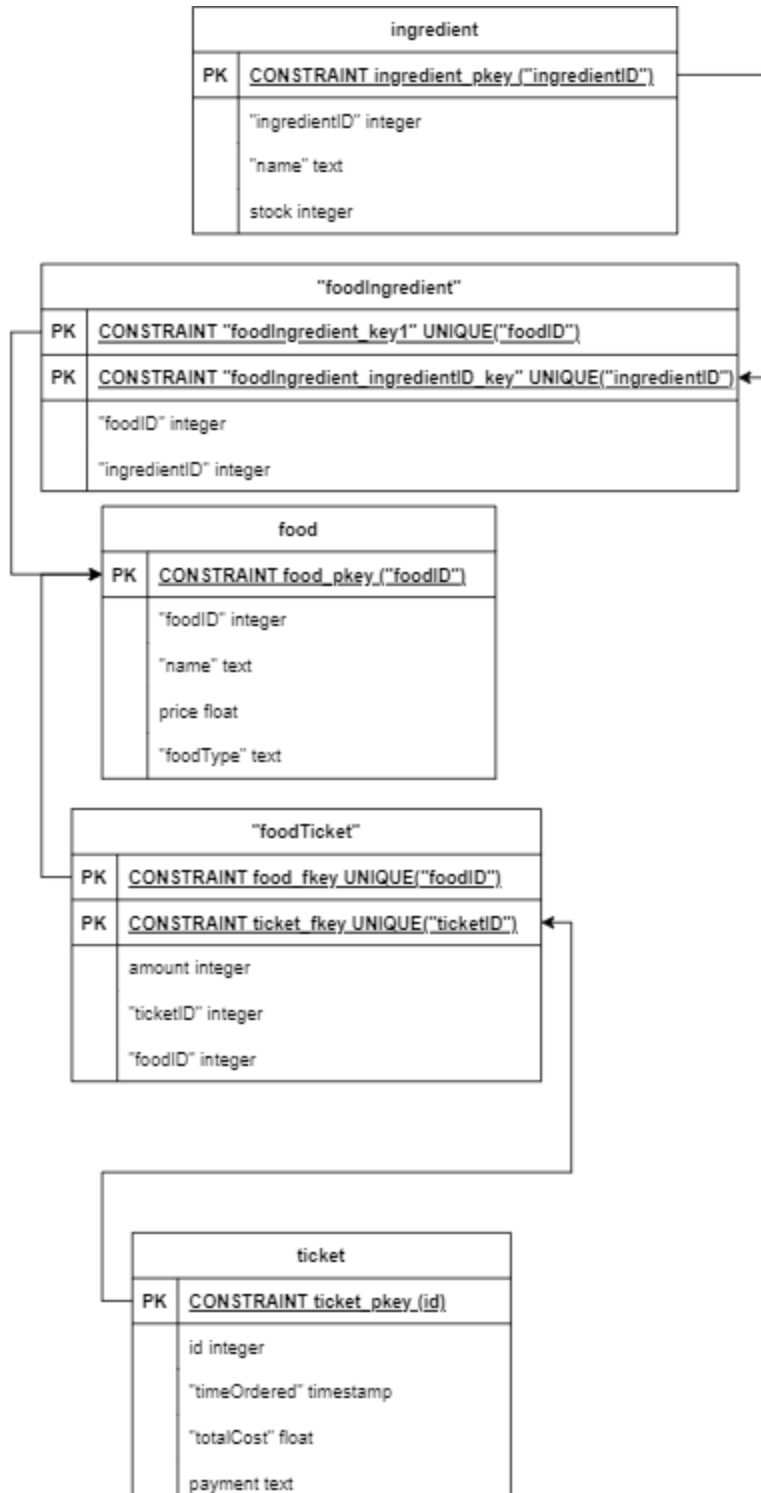 ingredient
PK CONSTRAINT ingredient_pkey ("ingredientID")
"ingredientID" integer
"name" text
stock integer
"foodIngredient"
PK CONSTRAINT "foodIngredient_key1" UNIQUE("foodID")
PK CONSTRAINT "foodIngredient_ingredientID_key" UNIQUE("ingredientID")
"foodID" integer
"ingredientID" integer
food
PK CONSTRAINT food_pkey ("foodID")
"foodID" integer
"name" text
price float
"foodType" text
"foodTicket"
PK CONSTRAINT food_fkey UNIQUE("foodID")
PK CONSTRAINT ticket_fkey UNIQUE("ticketID")
amount integer
"ticketID" integer
"foodID" integer
ticket
PK CONSTRAINT ticket_pkey (id)
id integer
"timeOrdered" timestamp
"totalCost" float
payment text